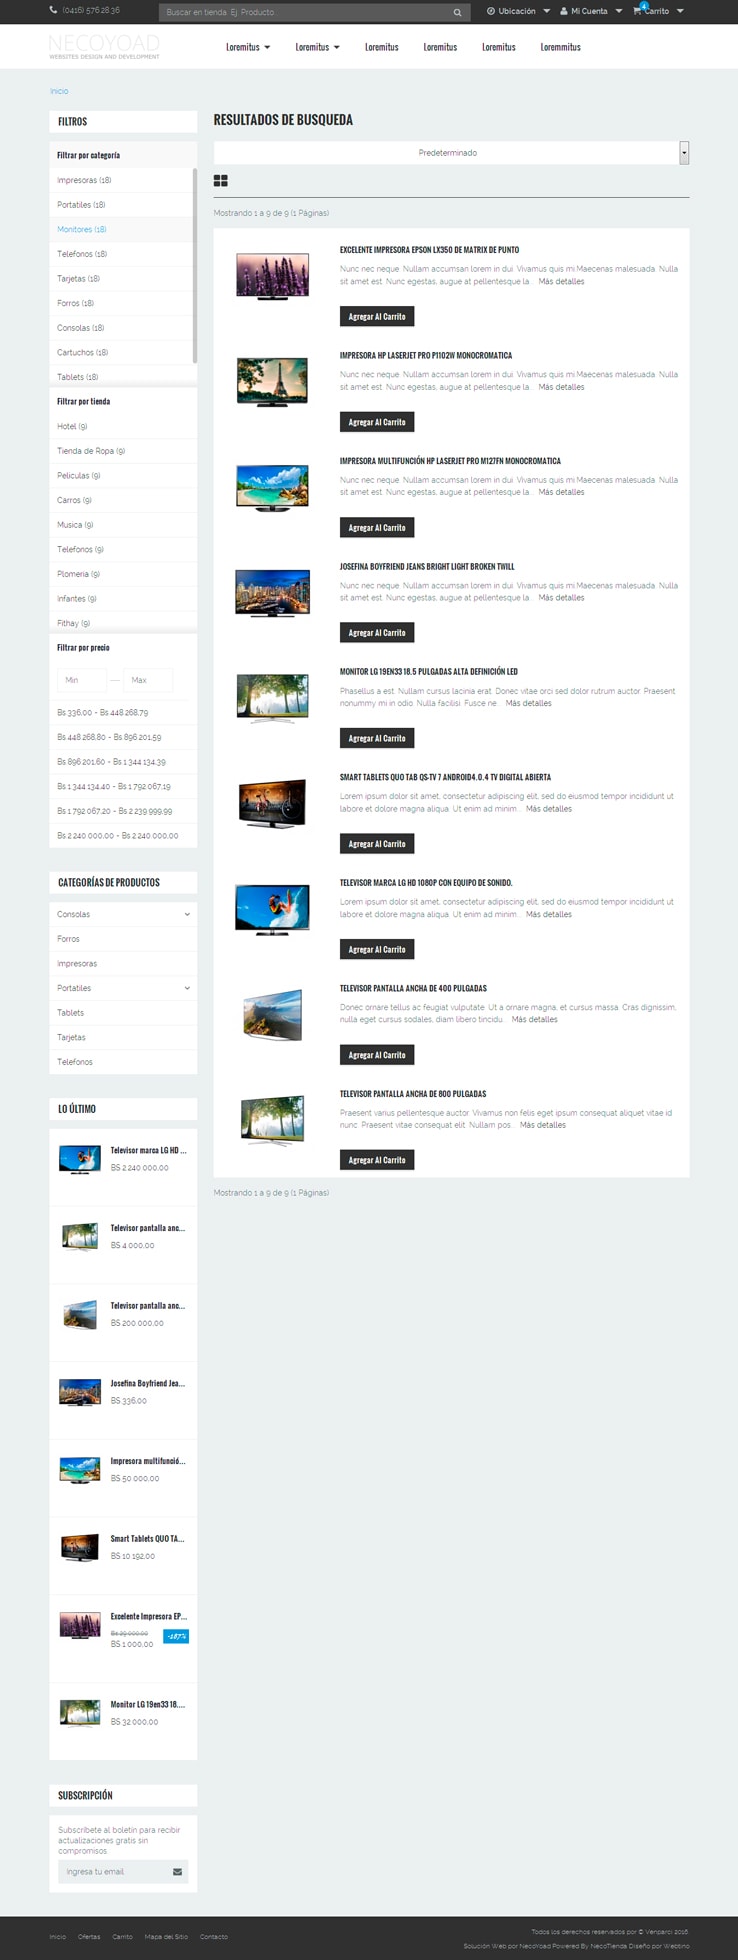 (0416) 576.28.36
Buscar en tienda. Ej. Producto
Ubicación
Mi Cuenta
4
Carrito
NECOYOAD
WEBSITES DESIGN AND DEVELOPMENT
Loremitus
Loremitus
Loremitus
Loremitus
Loremitus
Loremmitus
Inicio
FILTROS
Filtrar por categoría
Impresoras (18)
Portatiles (18)
Monitores (18)
Telefonos (18)
Tarjetas (18)
Forros (18)
Consolas (18)
Cartuchos (18)
Tablets (18)
Filtrar por tienda
Hotel (9)
Tienda de Ropa (9)
Peliculas (9)
Carros (9)
Musica (9)
Telefonos (9)
Plomeria (9)
Infantes (9)
Fithay (9)
Filtrar por precio
Min — Max
Bs.336,00 - Bs.448.268,79
Bs.448.268,80 - Bs.896.201,59
Bs.896.201,60 - Bs.1.344.134,39
Bs.1.344.134,40 - Bs.1.792.067,19
Bs.1.792.067,20 - Bs.2.239.999,99
Bs.2.240.000,00 - Bs.2.240.000,00
CATEGORÍAS DE PRODUCTOS
Consolas
Forros
Impresoras
Portatiles
Tablets
Tarjetas
Telefonos
LO ÚLTIMO
Televisor marca LG HD ...
BS 2.240.000,00
Televisor pantalla anc...
BS 4.000,00
Televisor pantalla anc...
BS 200.000,00
Josefina Boyfriend Jea...
BS 336,00
Impresora multifunció...
BS 50.000,00
Smart Tablets QUO TA...
BS 10.192,00
Excelente Impresora EP...
Bs 29.000,00
BS 1.000,00
-187%
Monitor LG 19en33 18....
BS 32.000,00
SUBSCRIPCIÓN
Subscríbete al boletín para recibir
actualizaciones gratis sin
compromisos
Ingresa tu email
RESULTADOS DE BUSQUEDA
Predeterminado
Mostrando 1 a 9 de 9 (1 Páginas)
EXCELENTE IMPRESORA EPSON LX350 DE MATRIX DE PUNTO
Nunc nec neque. Nullam accumsan lorem in dui. Vivamus quis mi.Maecenas malesuada. Nulla
sit amet est. Nunc egestas, augue at pellentesque la... Más detalles
Agregar Al Carrito
IMPRESORA HP LASERJET PRO P1102W MONOCROMATICA
Nunc nec neque. Nullam accumsan lorem in dui. Vivamus quis mi.Maecenas malesuada. Nulla
sit amet est. Nunc egestas, augue at pellentesque la... Más detalles
Agregar Al Carrito
IMPRESORA MULTIFUNCIÓN HP LASERJET PRO M127FN MONOCROMATICA
Nunc nec neque. Nullam accumsan lorem in dui. Vivamus quis mi.Maecenas malesuada. Nulla
sit amet est. Nunc egestas, augue at pellentesque la... Más detalles
Agregar Al Carrito
JOSEFINA BOYFRIEND JEANS BRIGHT LIGHT BROKEN TWILL
Nunc nec neque. Nullam accumsan lorem in dui. Vivamus quis mi.Maecenas malesuada. Nulla
sit amet est. Nunc egestas, augue at pellentesque la... Más detalles
Agregar Al Carrito
MONITOR LG 19EN33 18.5 PULGADAS ALTA DEFINICIÓN LED
Phasellus a est. Nullam cursus lacinia erat. Donec vitae orci sed dolor rutrum auctor. Praesent
nonummy mi in odio. Nulla facilisi. Fusce ne... Más detalles
Agregar Al Carrito
SMART TABLETS QUO TAB QS-TV 7 ANDROID4.0.4 TV DIGITAL ABIERTA
Lorem ipsum dolor sit amet, consectetur adipiscing elit, sed do eiusmod tempor incididunt ut
labore et dolore magna aliqua. Ut enim ad minim... Más detalles
Agregar Al Carrito
TELEVISOR MARCA LG HD 1080P CON EQUIPO DE SONIDO.
Lorem ipsum dolor sit amet, consectetur adipiscing elit, sed do eiusmod tempor incididunt ut
labore et dolore magna aliqua. Ut enim ad minim... Más detalles
Agregar Al Carrito
TELEVISOR PANTALLA ANCHA DE 400 PULGADAS
Donec ornare tellus ac feugiat vulputate. Ut a ornare magna, et cursus massa. Cras dignissim,
nulla eget cursus sodales, diam libero tincidu... Más detalles
Agregar Al Carrito
TELEVISOR PANTALLA ANCHA DE 800 PULGADAS
Praesent varius pellentesque auctor. Vivamus non felis eget ipsum consequat aliquet vitae id
nunc. Praesent vitae consequat elit. Nullam pos... Más detalles
Agregar Al Carrito
Mostrando 1 a 9 de 9 (1 Páginas)
Inicio
Ofertas
Carrito
Mapa del Sitio
Contacto
Todos los derechos reservados por © Venparci 2016.
Solución Web por NecoYoad Powered By NecoTienda Diseño por Webtino